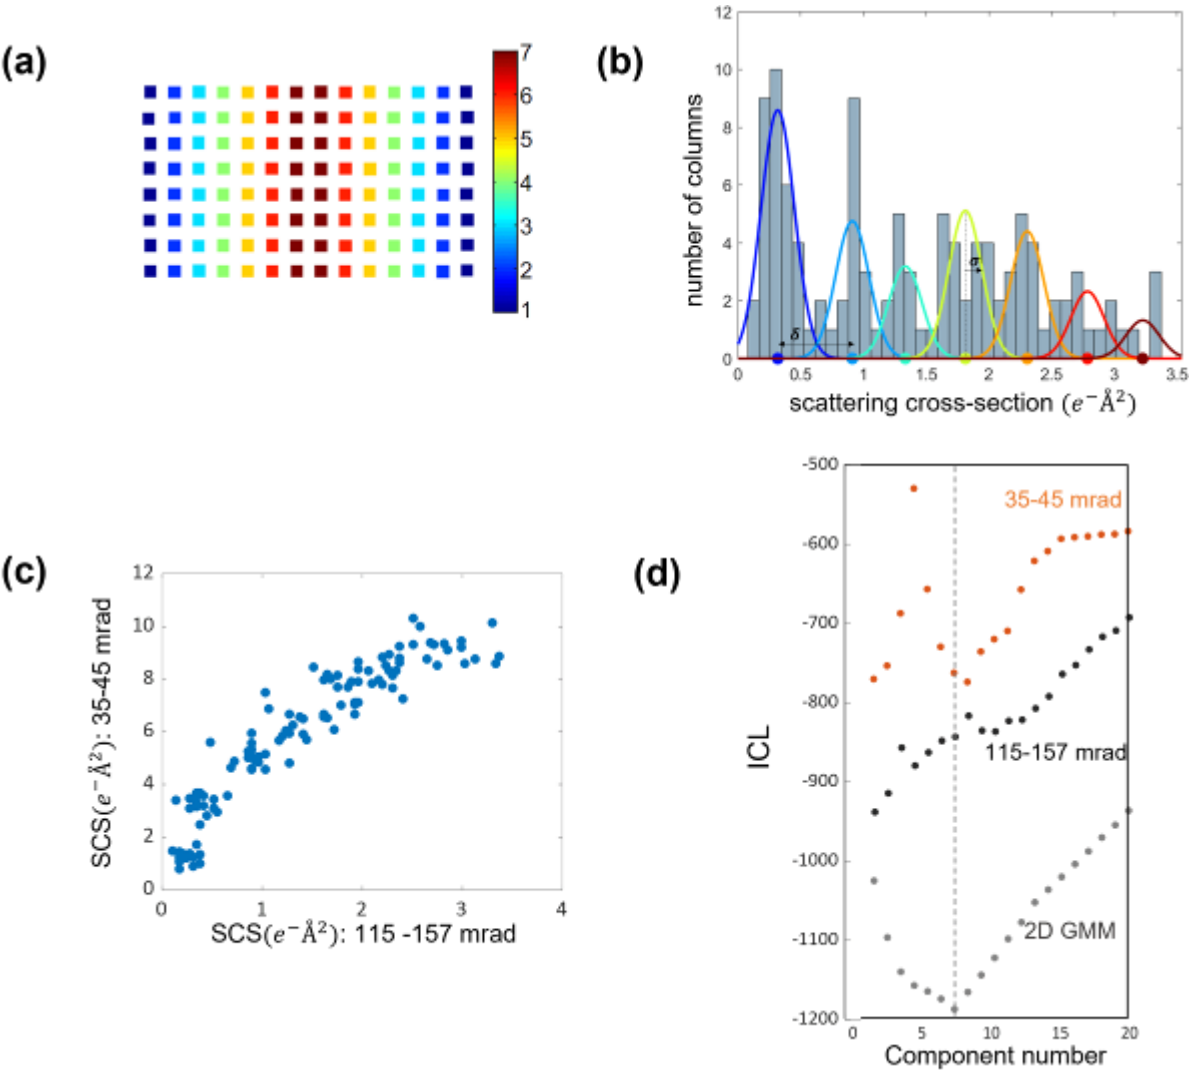 (a)
7
6
5
4
3
2
1
(b)
12
10
8
6
4
2
0
number of columns
δ
σ
0 0.5 1 1.5 2 2.5 3 3.5
scattering cross-section (e⁻Å²)
(c)
12
10
8
6
4
2
0
SCS(e⁻Å²): 35-45 mrad
0 1 2 3 4
SCS(e⁻Å²): 115 -157 mrad
(d)
-500
-600
-700
-800
-900
-1000
-1100
-1200
ICL
35-45 mrad
115-157 mrad
2D GMM
0 5 10 15 20
Component number